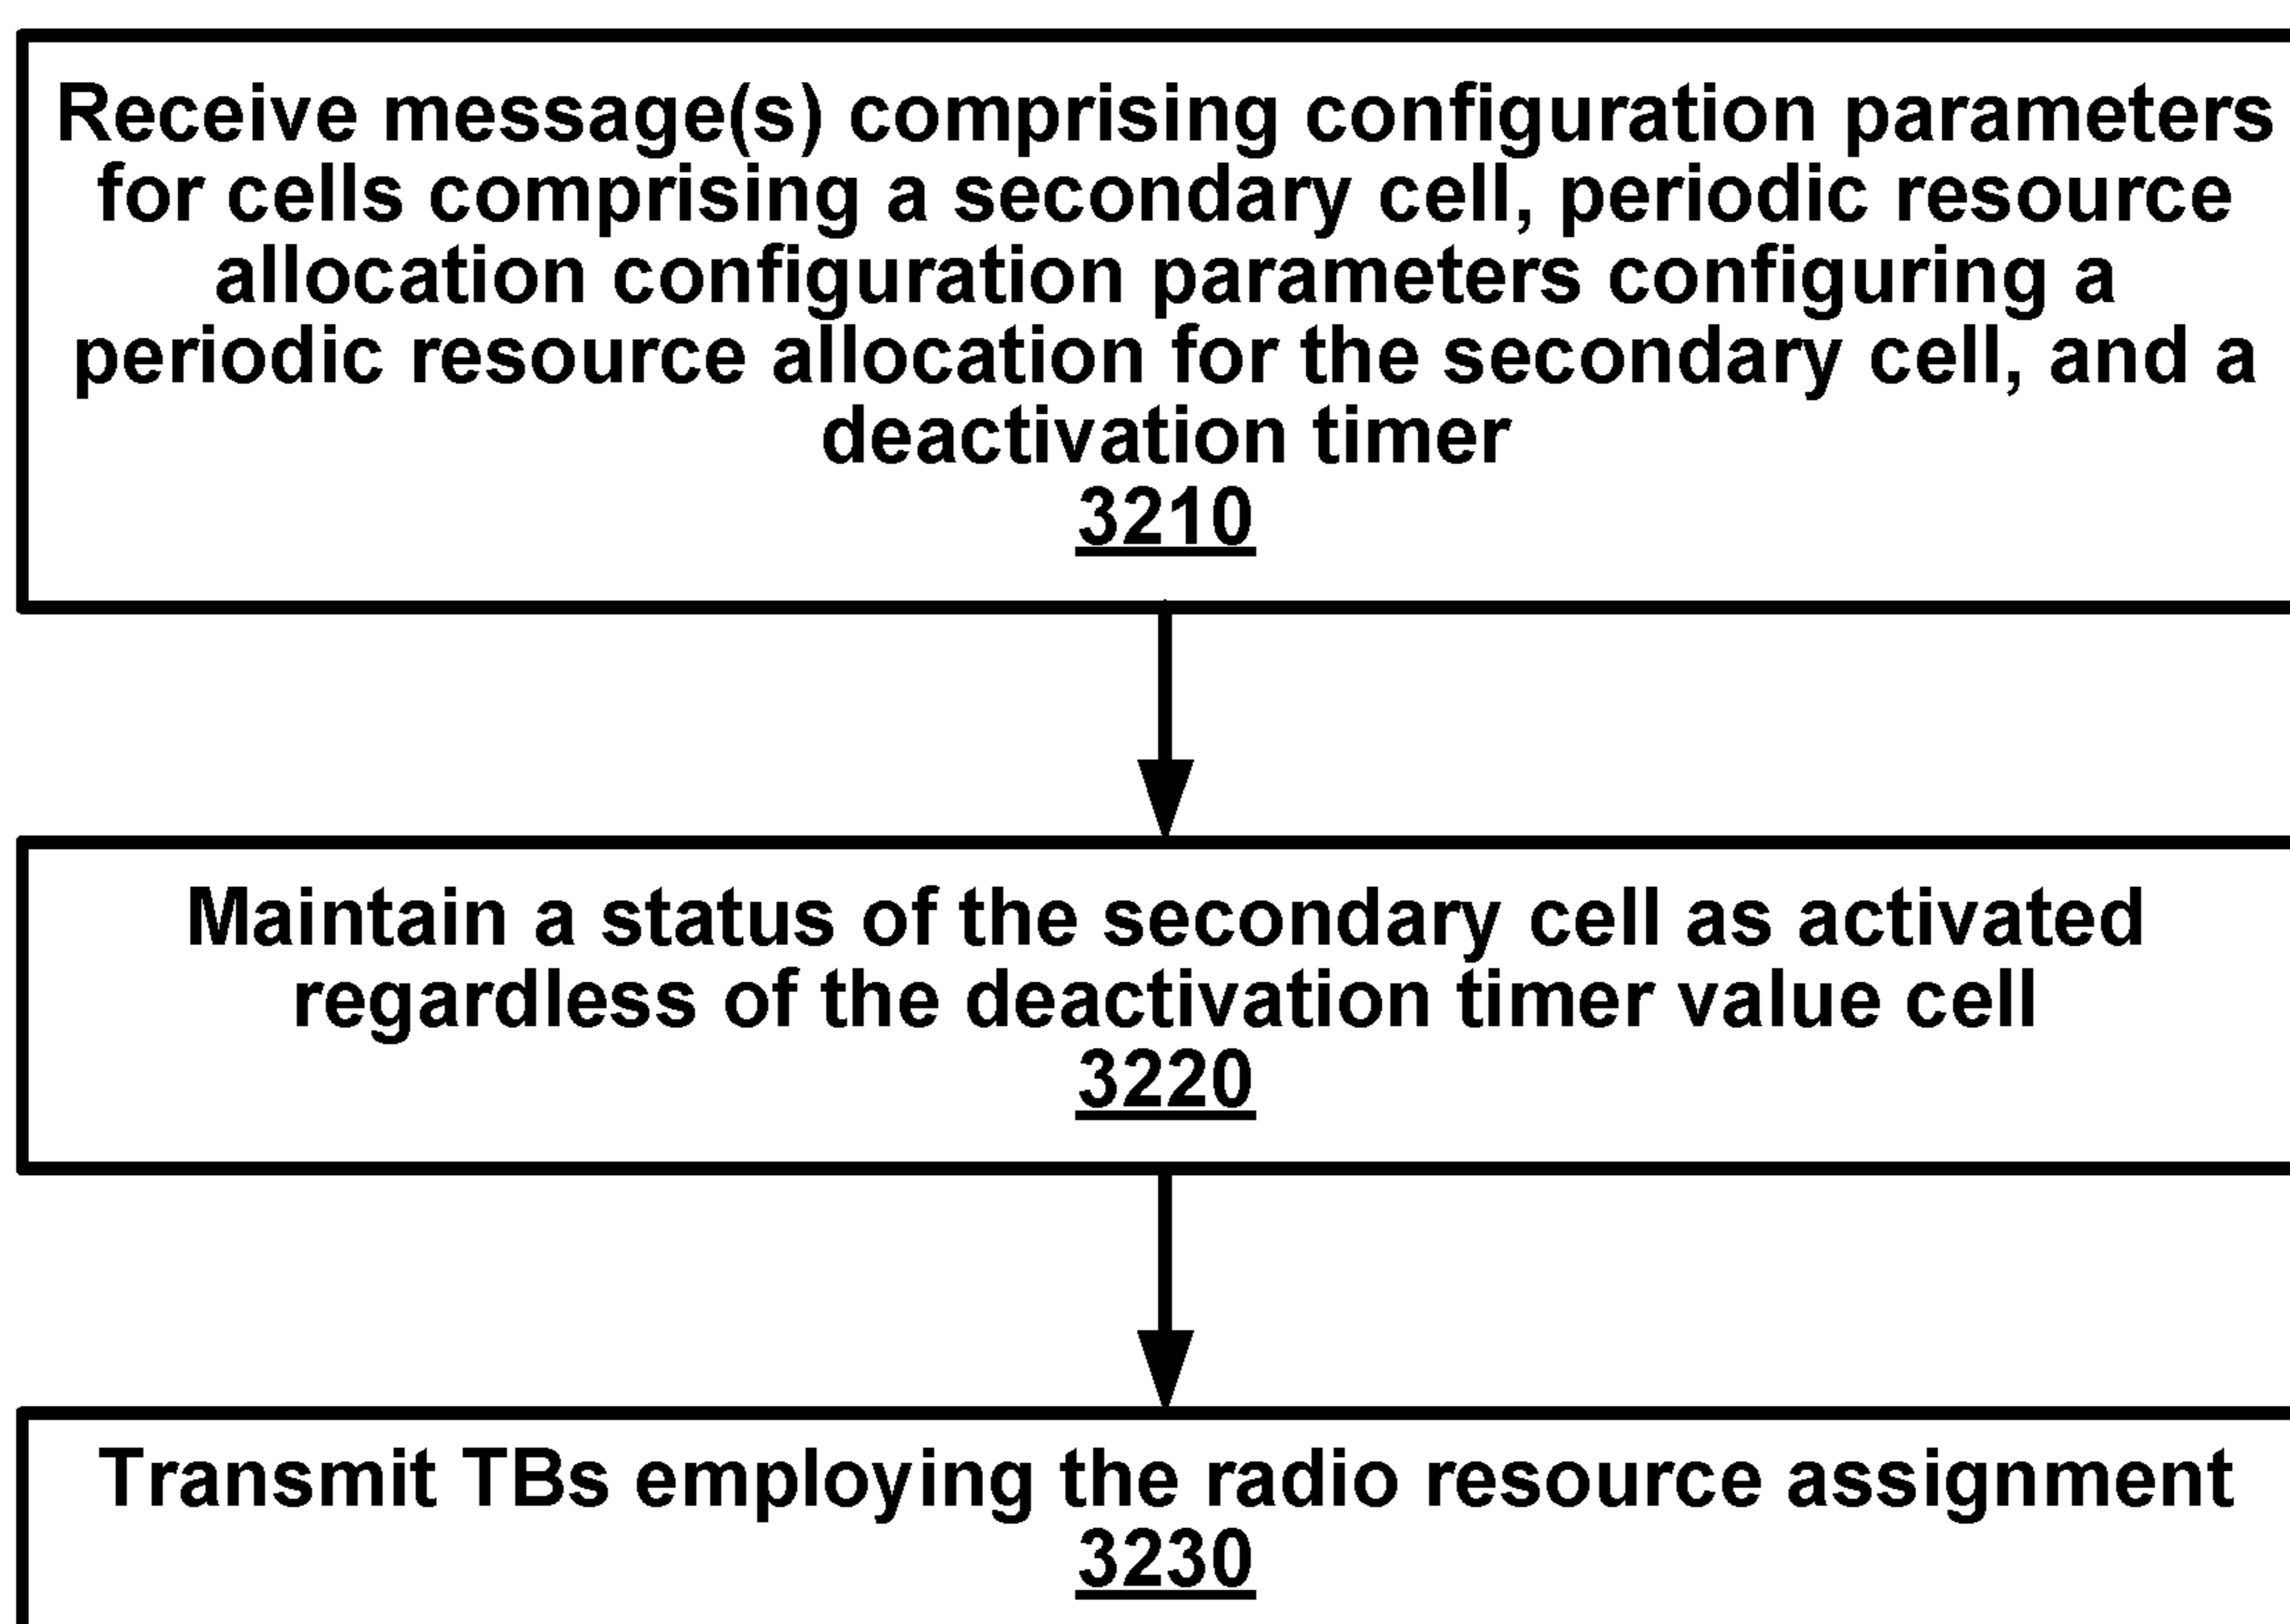 Receive message(s) comprising configuration parameters
for cells comprising a secondary cell, periodic resource
allocation configuration parameters configuring a
periodic resource allocation for the secondary cell, and a
deactivation timer
3210
Maintain a status of the secondary cell as activated
regardless of the deactivation timer value cell
3220
Transmit TBs employing the radio resource assignment
3230